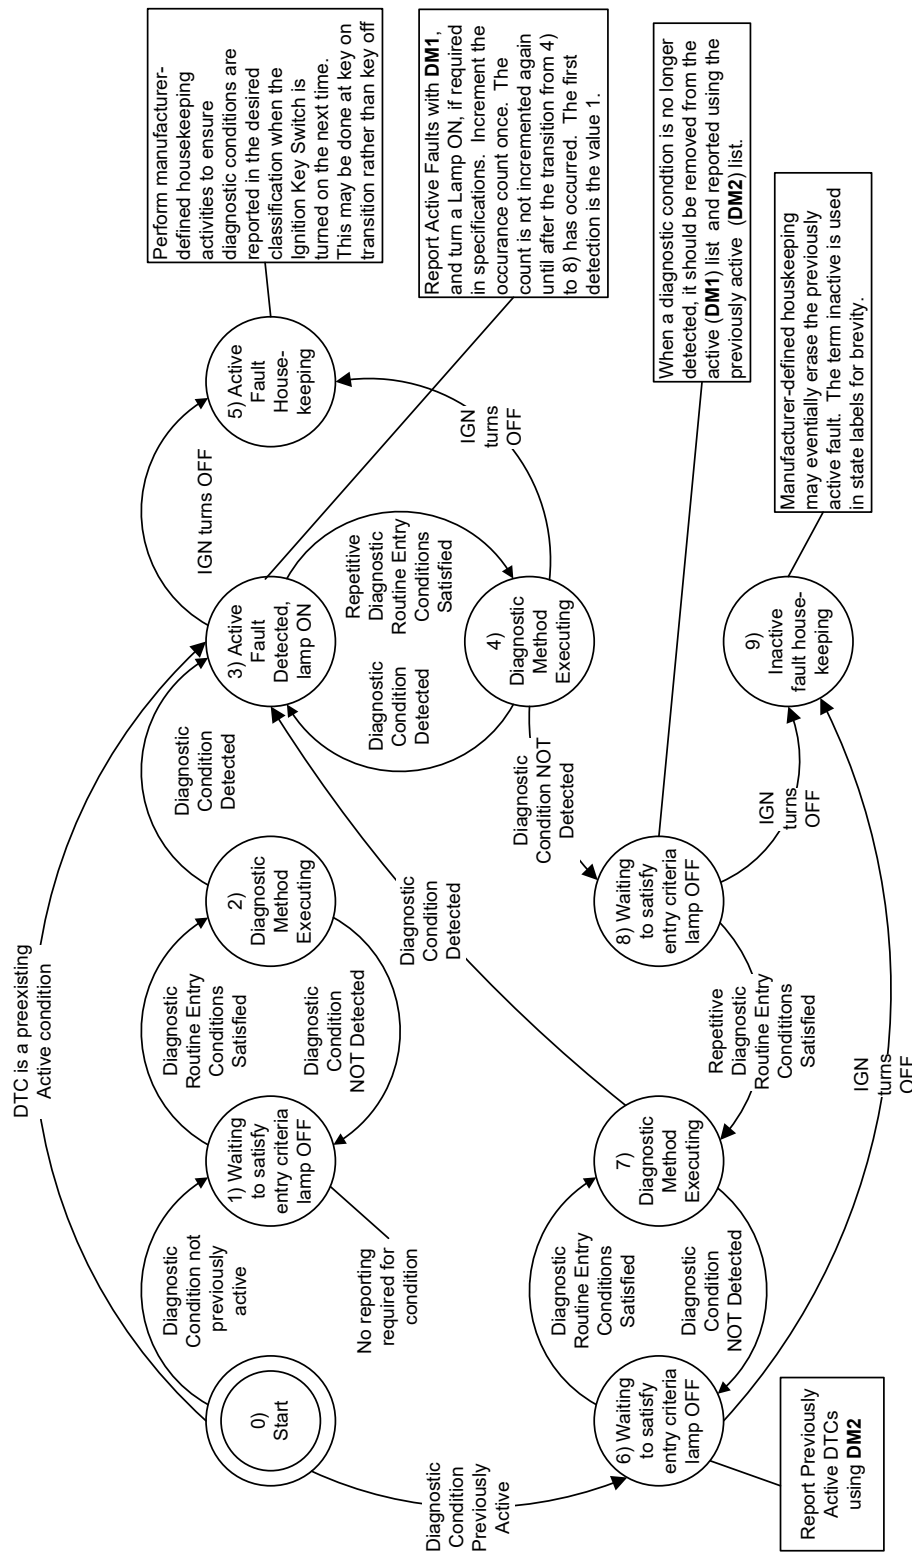 DTC is a preexisting
Active condition
0)
Start
Diagnostic
Condition not
previously
active
1) Waiting
to satisfy
entry criteria
lamp OFF
No reporting
required for
condition
Diagnostic
Routine Entry
Conditions
Satisfied
Diagnostic
Condition
NOT Detected
2)
Diagnostic
Method
Executing
Diagnostic
Condition
Detected
3) Active
Fault
Detected,
lamp ON
IGN turns OFF
5) Active
Fault
House-
keeping
Perform manufacturer-
defined housekeeping
activities to ensure
diagnostic conditions are
reported in the desired
classification when the
Ignition Key Switch is
turned on the next time.
This may be done at key on
transition rather than key off
Repetitive
Diagnostic
Routine Entry
Conditions
Satisfied
Diagnostic
Condition
Detected
4)
Diagnostic
Method
Executing
IGN
turns
OFF
Report Active Faults with DM1,
and turn a Lamp ON, if required
in specifications. Increment the
occurance count once. The
count is not incremented again
until after the transition from 4)
to 8) has occurred. The first
detection is the value 1.
Diagnostic
Condition NOT
Detected
Diagnostic
Condition
Detected
Diagnostic
Condition
Previously
Active
6) Waiting
to satisfy
entry criteria
lamp OFF
Report Previously
Active DTCs
using DM2
Diagnostic
Routine Entry
Conditions
Satisfied
Diagnostic
Condition
NOT Detected
7)
Diagnostic
Method
Executing
Repetitive
Diagnostic
Routine Entry
Condititons
Satisfied
8) Waiting
to satisfy
entry criteria
lamp OFF
When a diagnostic condtion is no longer
detected, it should be removed from the
active (DM1) list and reported using the
previously active (DM2) list.
IGN
turns
OFF
IGN
turns
OFF
9)
Inactive
fault house-
keeping
Manufacturer-defined houskeeping
may eventially erase the previously
active fault. The term inactive is used
in state labels for brevity.